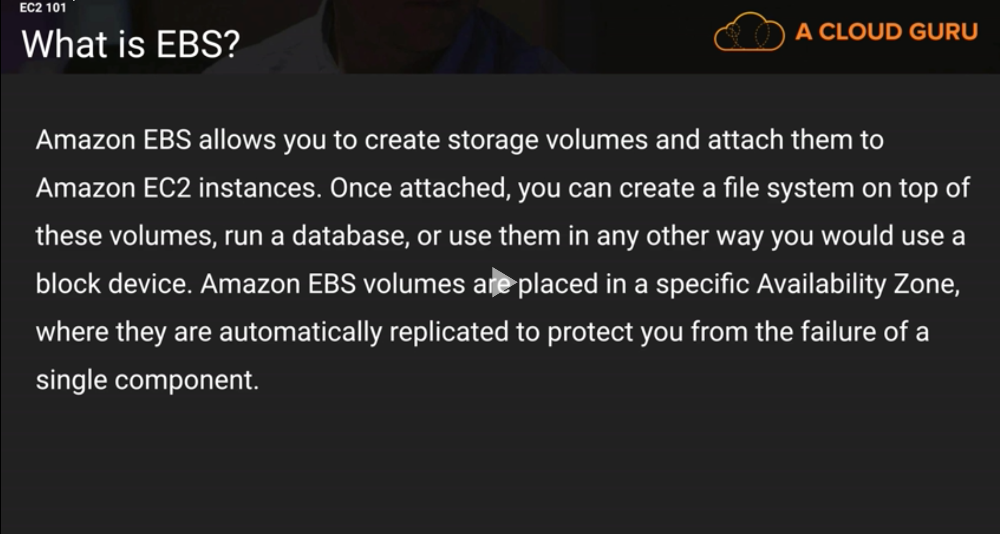 EC2 101
What is EBS?
A CLOUD GURU
Amazon EBS allows you to create storage volumes and attach them to
Amazon EC2 instances. Once attached, you can create a file system on top of
these volumes, run a database, or use them in any other way you would use a
block device. Amazon EBS volumes are placed in a specific Availability Zone,
where they are automatically replicated to protect you from the failure of a
single component.